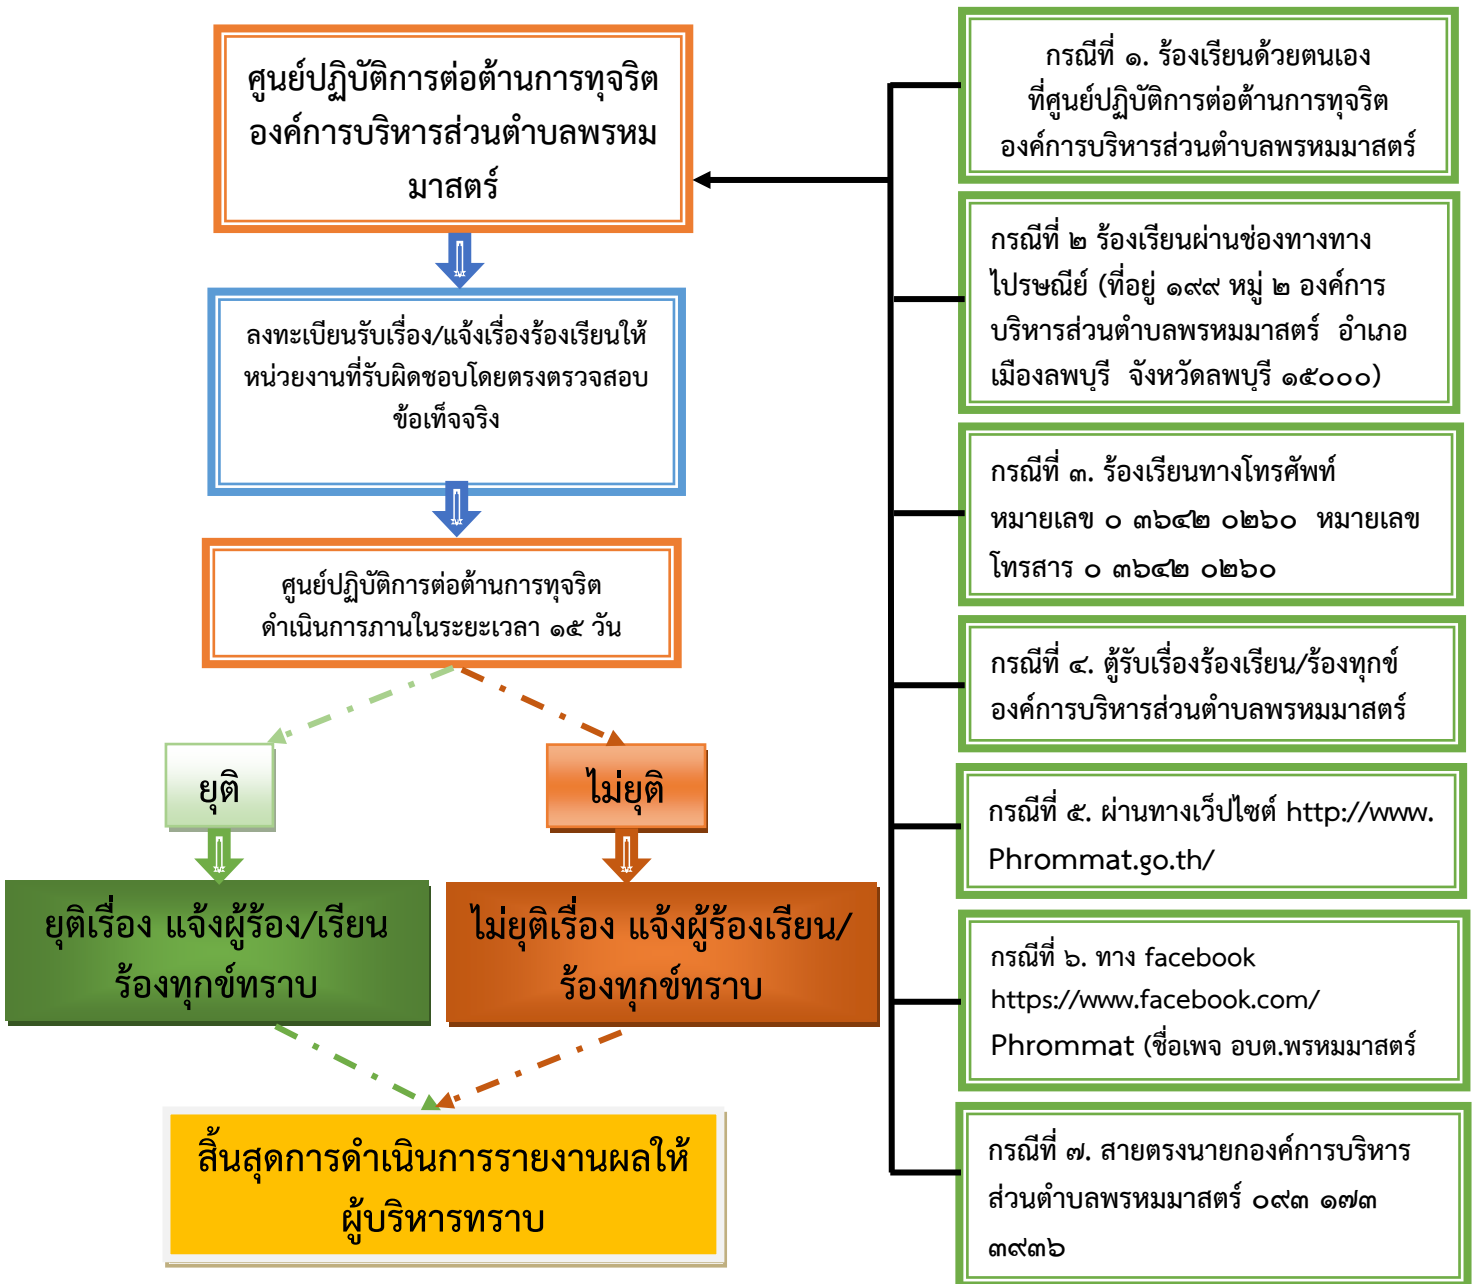 ศูนย์ปฏิบัติการต่อต้านการทุจริต
องค์การบริหารส่วนตำบลพรหม
มาสตร์
ลงทะเบียนรับเรื่อง/แจ้งเรื่องร้องเรียนให้
หน่วยงานที่รับผิดชอบโดยตรงตรวจสอบ
ข้อเท็จจริง
ศูนย์ปฏิบัติการต่อต้านการทุจริต
ดำเนินการภานในระยะเวลา ๑๕ วัน
ยุติ
ไม่ยุติ
ยุติเรื่อง แจ้งผู้ร้อง/เรียน
ร้องทุกข์ทราบ
ไม่ยุติเรื่อง แจ้งผู้ร้องเรียน/
ร้องทุกข์ทราบ
สิ้นสุดการดำเนินการรายงานผลให้
ผู้บริหารทราบ
กรณีที่ ๑. ร้องเรียนด้วยตนเอง
ที่ศูนย์ปฏิบัติการต่อต้านการทุจริต
องค์การบริหารส่วนตำบลพรหมมาสตร์
กรณีที่ ๒ ร้องเรียนผ่านช่องทางทาง
ไปรษณีย์ (ที่อยู่ ๑๙๙ หมู่ ๒ องค์การ
บริหารส่วนตำบลพรหมมาสตร์ อำเภอ
เมืองลพบุรี จังหวัดลพบุรี ๑๕๐๐๐)
กรณีที่ ๓. ร้องเรียนทางโทรศัพท์
หมายเลข ๐ ๓๖๔๒ ๐๒๖๐ หมายเลข
โทรสาร ๐ ๓๖๔๒ ๐๒๖๐
กรณีที่ ๔. ตู้รับเรื่องร้องเรียน/ร้องทุกข์
องค์การบริหารส่วนตำบลพรหมมาสตร์
กรณีที่ ๕. ผ่านทางเว็ปไซต์ http://www.
Phrommat.go.th/
กรณีที่ ๖. ทาง facebook
https://www.facebook.com/
Phrommat (ชื่อเพจ อบต.พรหมมาสตร์
กรณีที่ ๗. สายตรงนายกองค์การบริหาร
ส่วนตำบลพรหมมาสตร์ ๐๙๓ ๑๗๓
๓๙๓๖